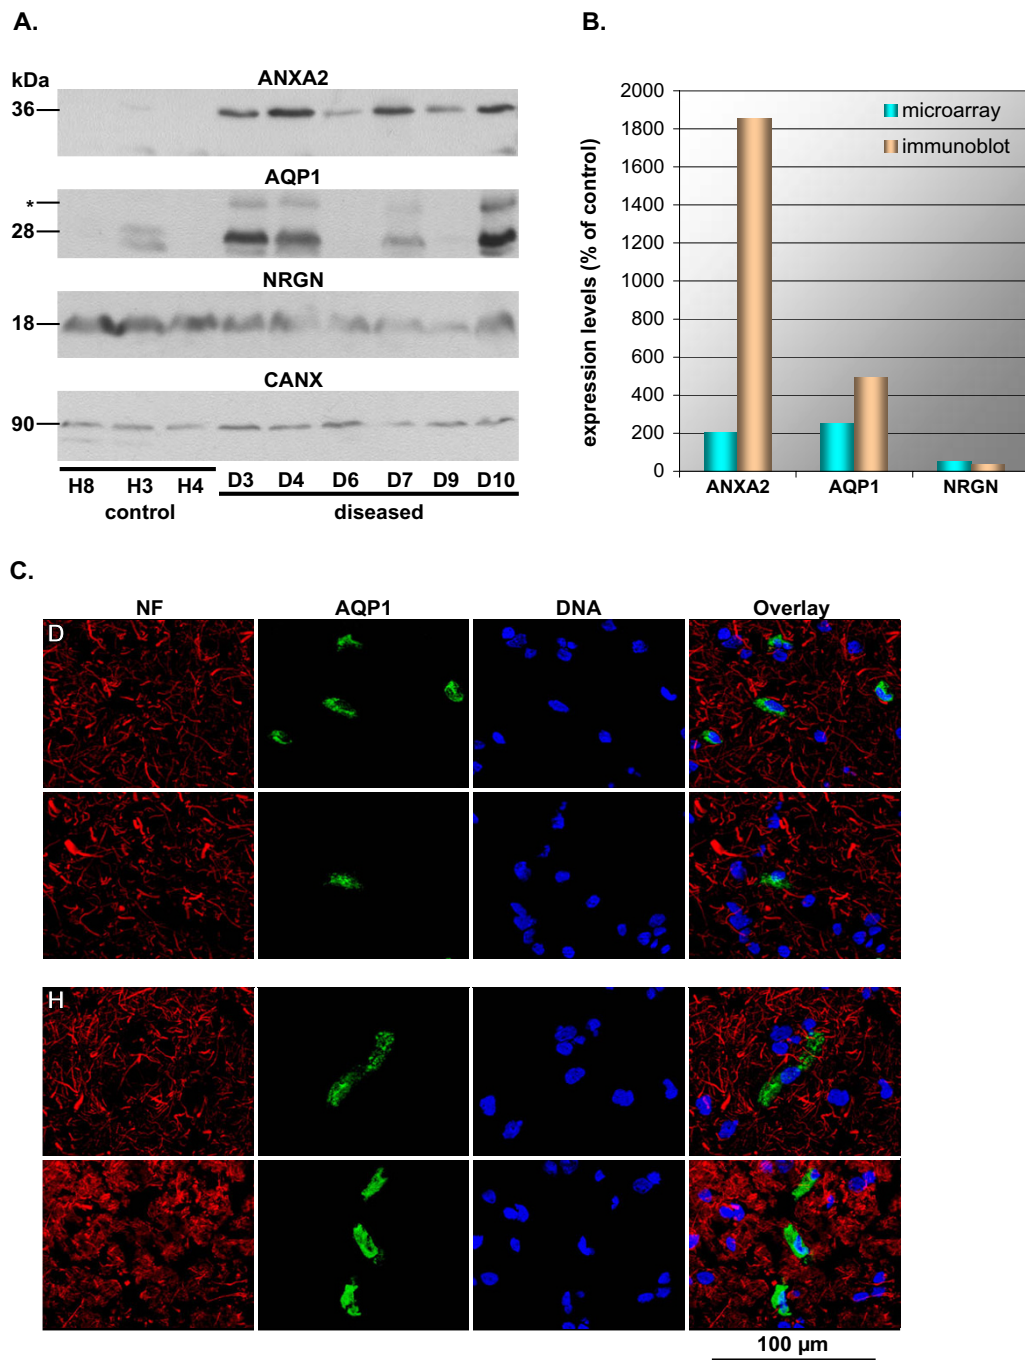 A.
kDa
ANXA2
36
AQP1
*
28
NRGN
18
CANX
90
H8 H3 H4 D3 D4 D6 D7 D9 D10
control diseased
B.
expression levels (% of control)
2000
1800
1600
1400
1200
1000
800
600
400
200
0
microarray
immunoblot
ANXA2 AQP1 NRGN
C.
NF AQP1 DNA Overlay
D
H
100 µm